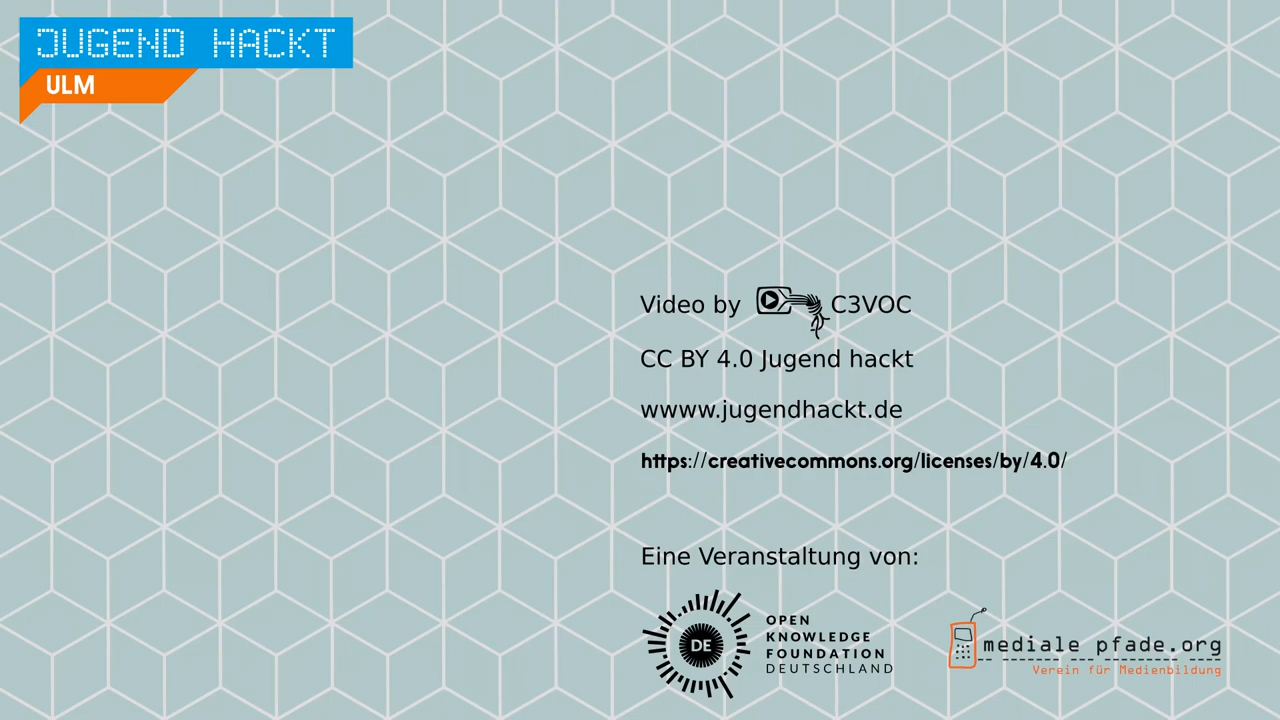 JUGEND HACKT
ULM
Video by C3VOC
CC BY 4.0 Jugend hackt
wwww.jugendhackt.de
https://creativecommons.org/licenses/by/4.0/
Eine Veranstaltung von:
DE
OPEN
KNOWLEDGE
FOUNDATION
DEUTSCHLAND
mediale pfade.org
Verein für Medienbildung